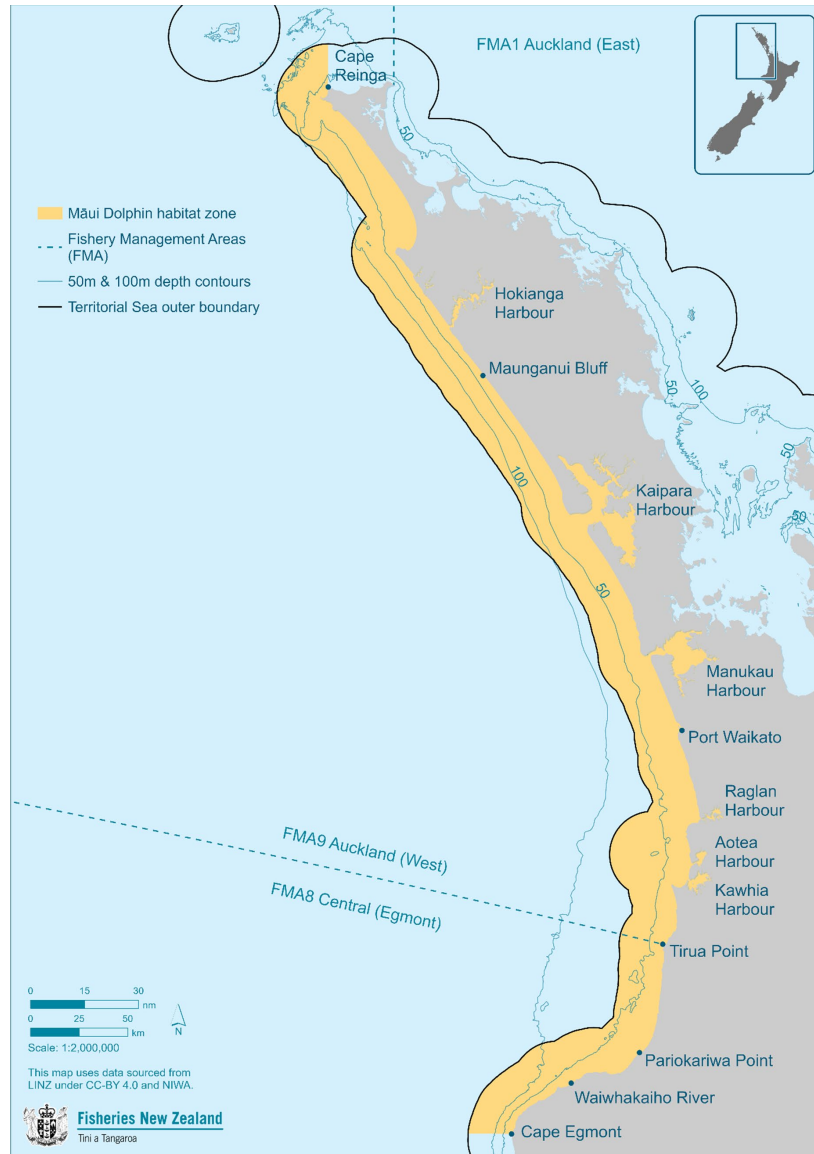 FMA1 Auckland (East)
Cape
Reinga
50
Māui Dolphin habitat zone
Fishery Management Areas
(FMA)
50m & 100m depth contours
Territorial Sea outer boundary
Hokianga
Harbour
Maunganui Bluff
50
100
50
100
Kaipara
Harbour
50
50
Manukau
Harbour
Port Waikato
Raglan
Harbour
FMA9 Auckland (West)
Aotea
Harbour
FMA8 Central (Egmont)
Kawhia
Harbour
Tirua Point
0 15 30
nm
0 25 50
km
N
Scale: 1:2,000,000
Pariokariwa Point
This map uses data sourced from
LINZ under CC-BY 4.0 and NIWA.
Waiwhakaiho River
Fisheries New Zealand
Tini a Tangaroa
Cape Egmont